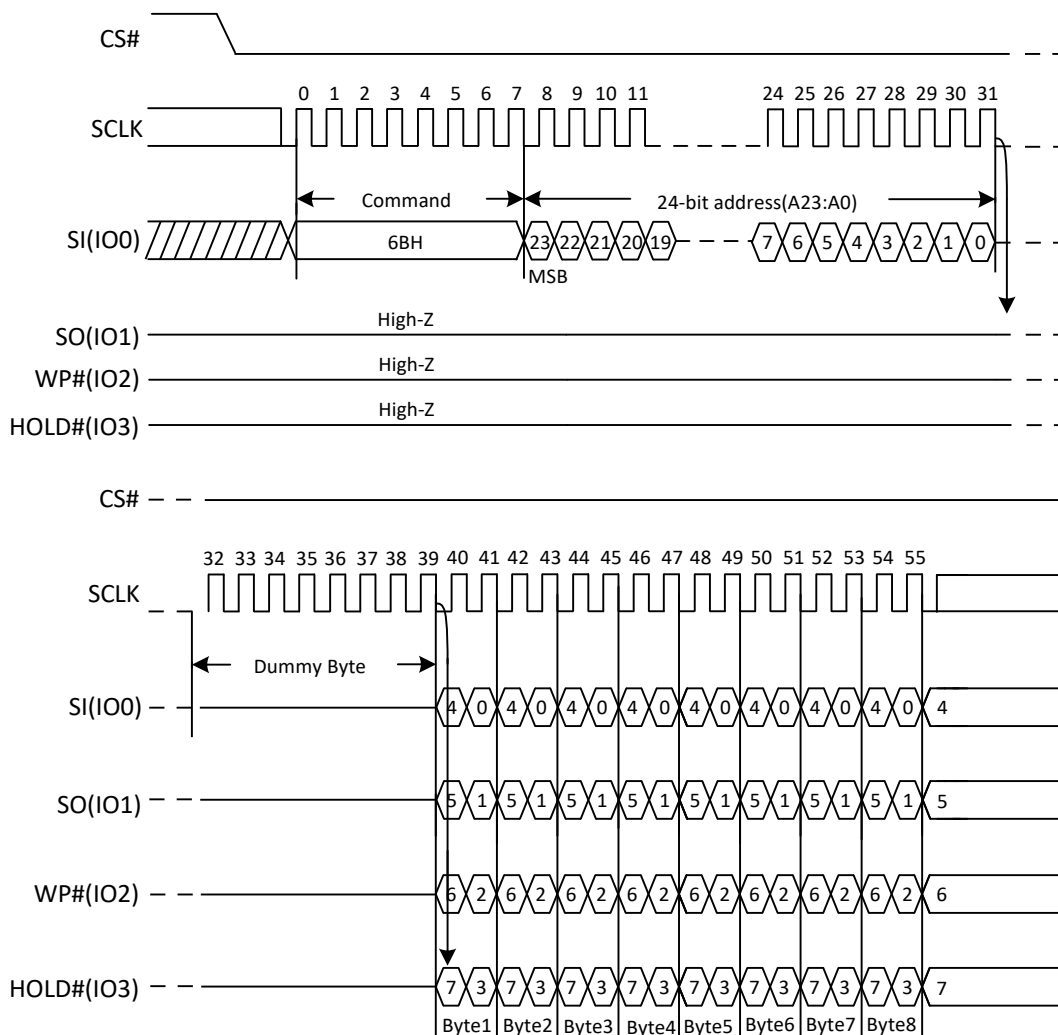 CS#
0 1 2 3 4 5 6 7 8 9 10 11 24 25 26 27 28 29 30 31
SCLK
Command 24-bit address(A23:A0)
SI(IO0) 6BH 23 22 21 20 19 7 6 5 4 3 2 1 0
MSB
High-Z
SO(IO1)
High-Z
WP#(IO2)
High-Z
HOLD#(IO3)
CS#
32 33 34 35 36 37 38 39 40 41 42 43 44 45 46 47 48 49 50 51 52 53 54 55
SCLK
Dummy Byte
SI(IO0) 4 0 4 0 4 0 4 0 4 0 4 0 4 0 4 0 4
SO(IO1) 5 1 5 1 5 1 5 1 5 1 5 1 5 1 5 1 5
WP#(IO2) 6 2 6 2 6 2 6 2 6 2 6 2 6 2 6 2 6
HOLD#(IO3) 7 3 7 3 7 3 7 3 7 3 7 3 7 3 7 3 7
Byte1 Byte2 Byte3 Byte4 Byte5 Byte6 Byte7 Byte8